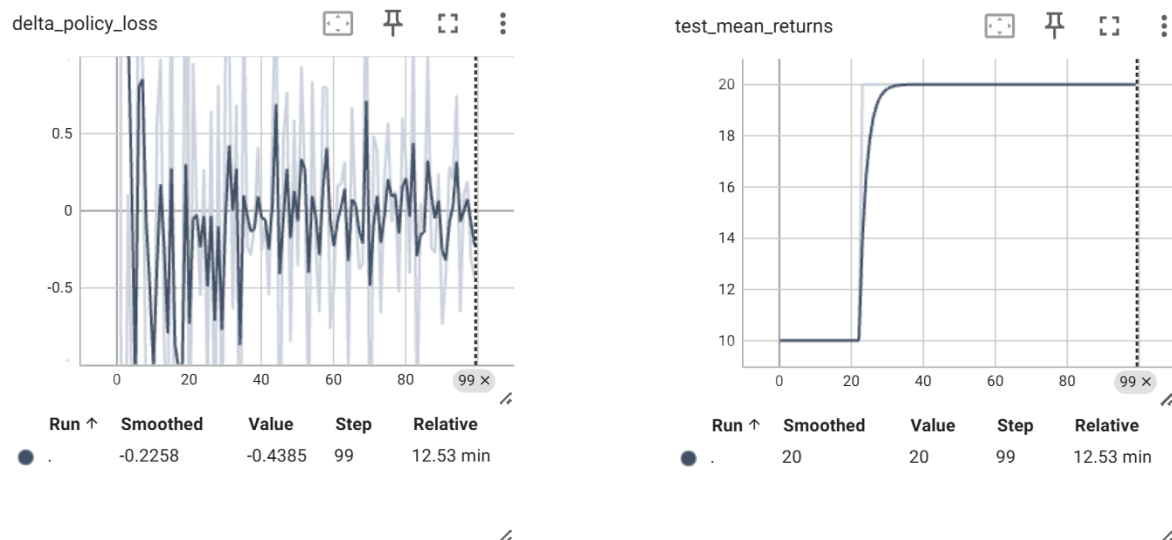 delta_policy_loss
0.5
0
-0.5
0 20 40 60 80 99 ×
Run ↑ Smoothed Value Step Relative
. -0.2258 -0.4385 99 12.53 min
test_mean_returns
20
18
16
14
12
10
0 20 40 60 80 99 ×
Run ↑ Smoothed Value Step Relative
. 20 20 99 12.53 min